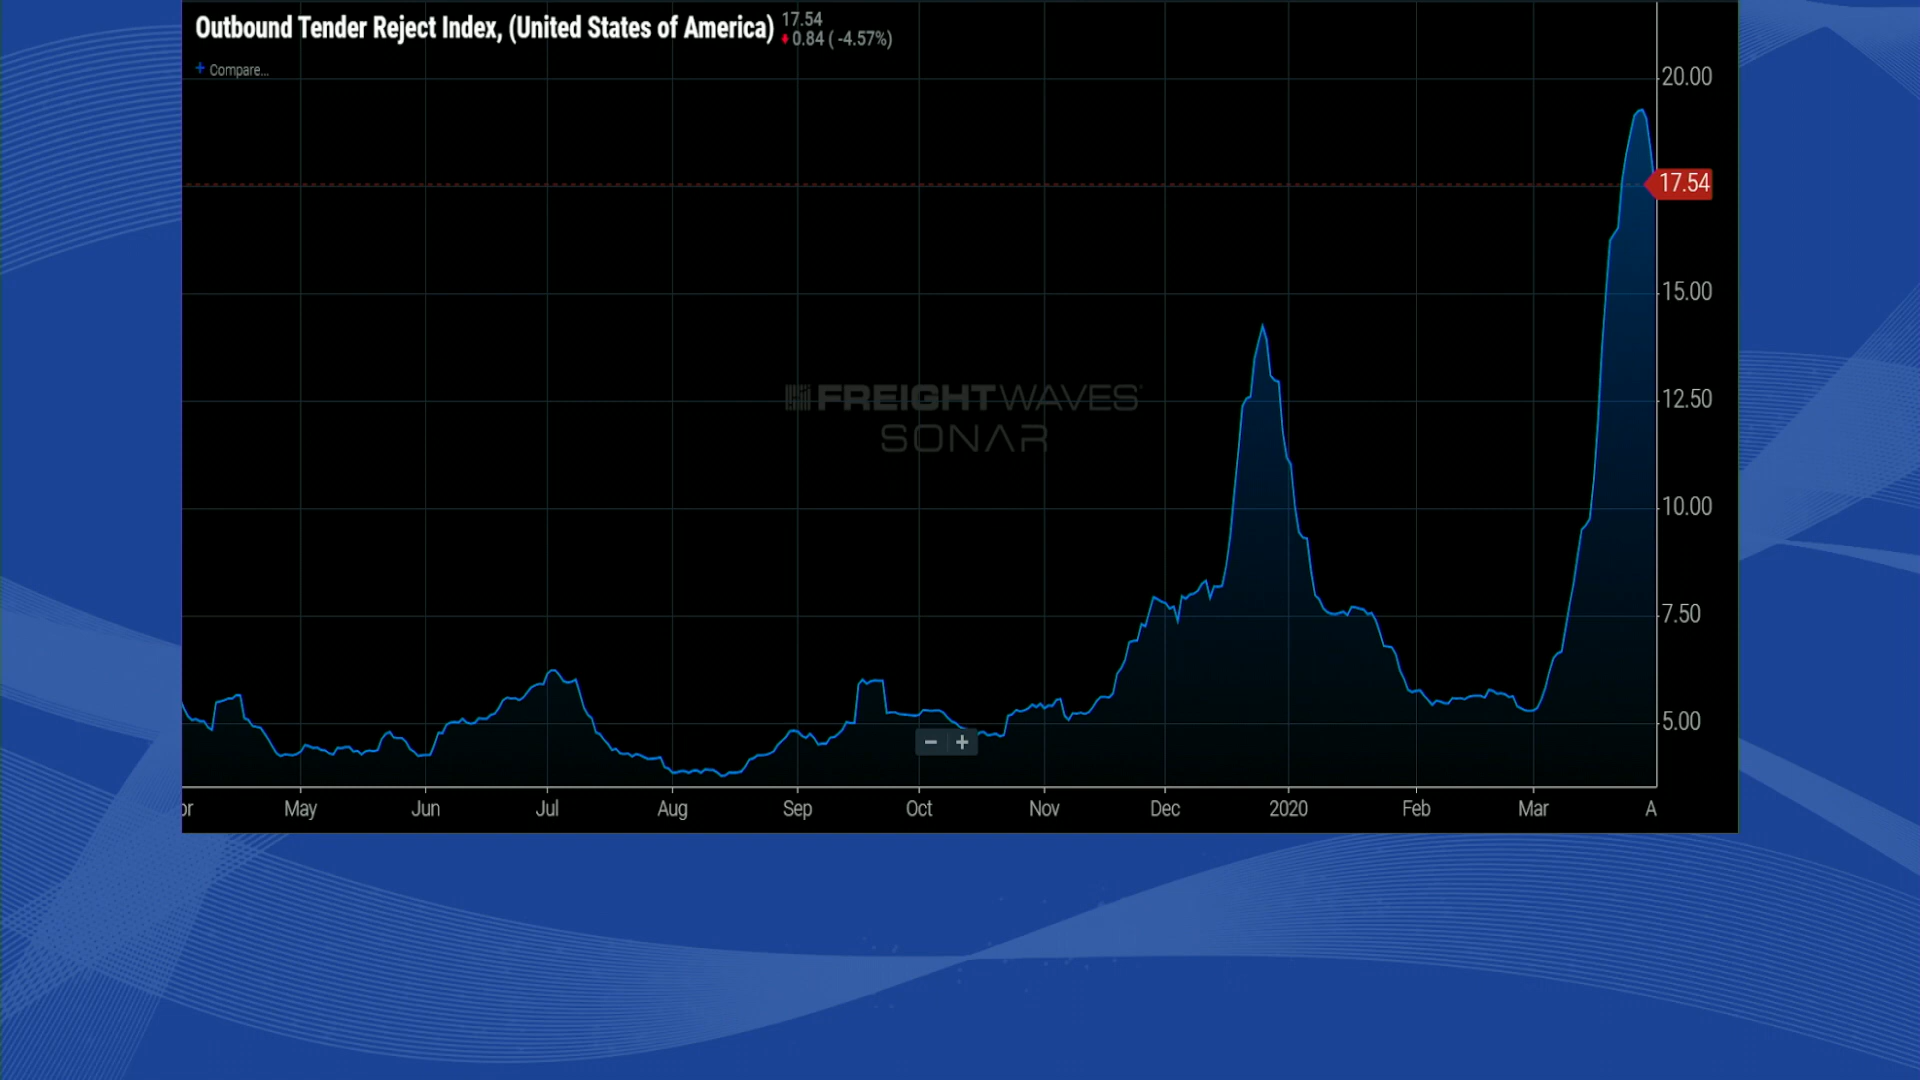 Outbound Tender Reject Index, (United States of America) 17.54
0.84 ( -4.57%)
+ Compare...
20.00
17.54
15.00
FREIGHTWAVES
12.50
SONAR
10.00
7.50
5.00
− +
or May Jun Jul Aug Sep Oct Nov Dec 2020 Feb Mar A